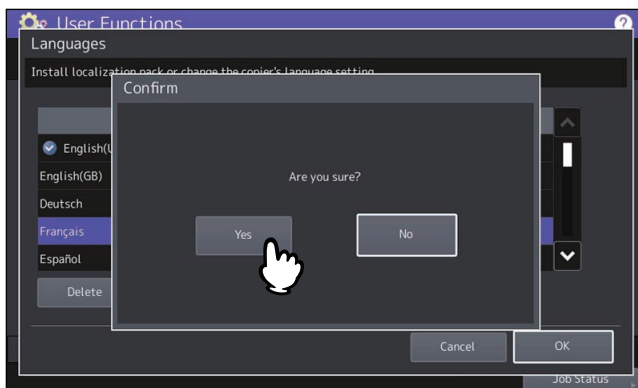 User Functions
?
Languages
Install localization pack or change the copier's language setting
Confirm
English(U
English(GB)
Are you sure?
Deutsch
Français
Yes
No
Español
Delete
Cancel
OK
Job Status